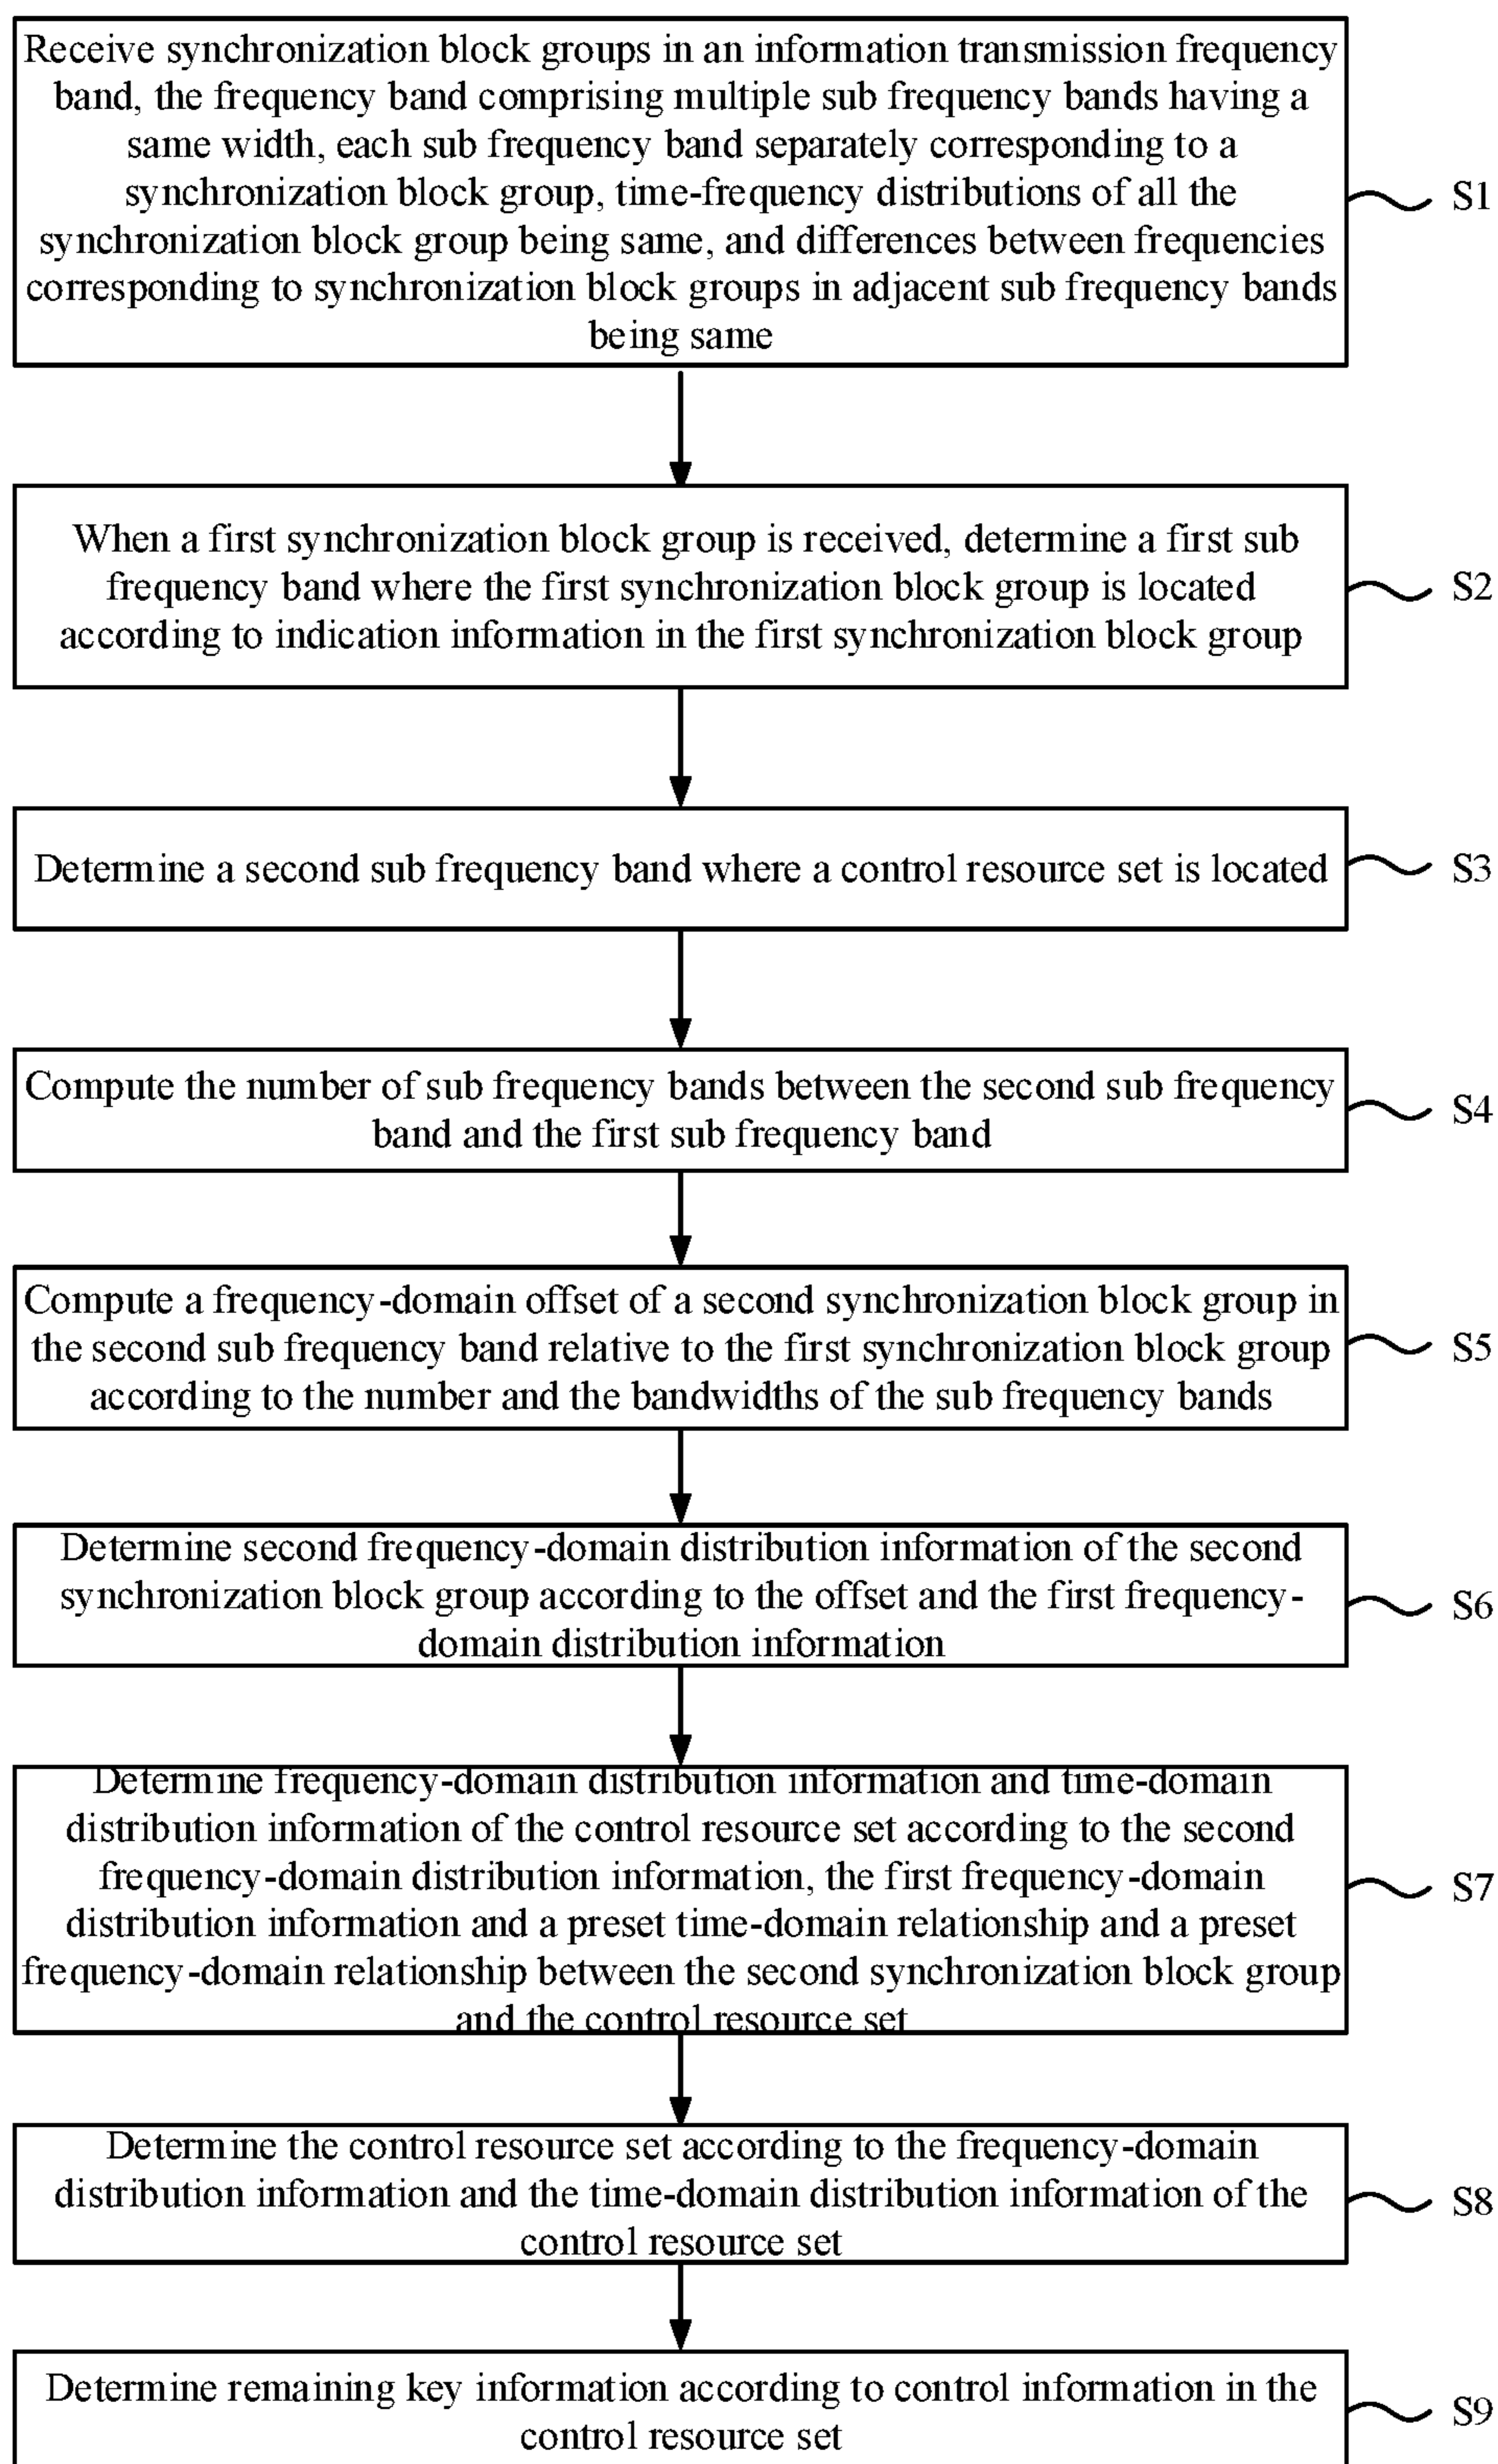 Receive synchronization block groups in an information transmission frequency
band, the frequency band comprising multiple sub frequency bands having a
same width, each sub frequency band separately corresponding to a
synchronization block group, time-frequency distributions of all the
synchronization block group being same, and differences between frequencies
corresponding to synchronization block groups in adjacent sub frequency bands
being same
S1
When a first synchronization block group is received, determine a first sub
frequency band where the first synchronization block group is located
according to indication information in the first synchronization block group
S2
Determine a second sub frequency band where a control resource set is located
S3
Compute the number of sub frequency bands between the second sub frequency
band and the first sub frequency band
S4
Compute a frequency-domain offset of a second synchronization block group in
the second sub frequency band relative to the first synchronization block group
according to the number and the bandwidths of the sub frequency bands
S5
Determine second frequency-domain distribution information of the second
synchronization block group according to the offset and the first frequency-
domain distribution information
S6
Determine frequency-domain distribution information and time-domain
distribution information of the control resource set according to the second
frequency-domain distribution information, the first frequency-domain
distribution information and a preset time-domain relationship and a preset
frequency-domain relationship between the second synchronization block group
and the control resource set
S7
Determine the control resource set according to the frequency-domain
distribution information and the time-domain distribution information of the
control resource set
S8
Determine remaining key information according to control information in the
control resource set
S9